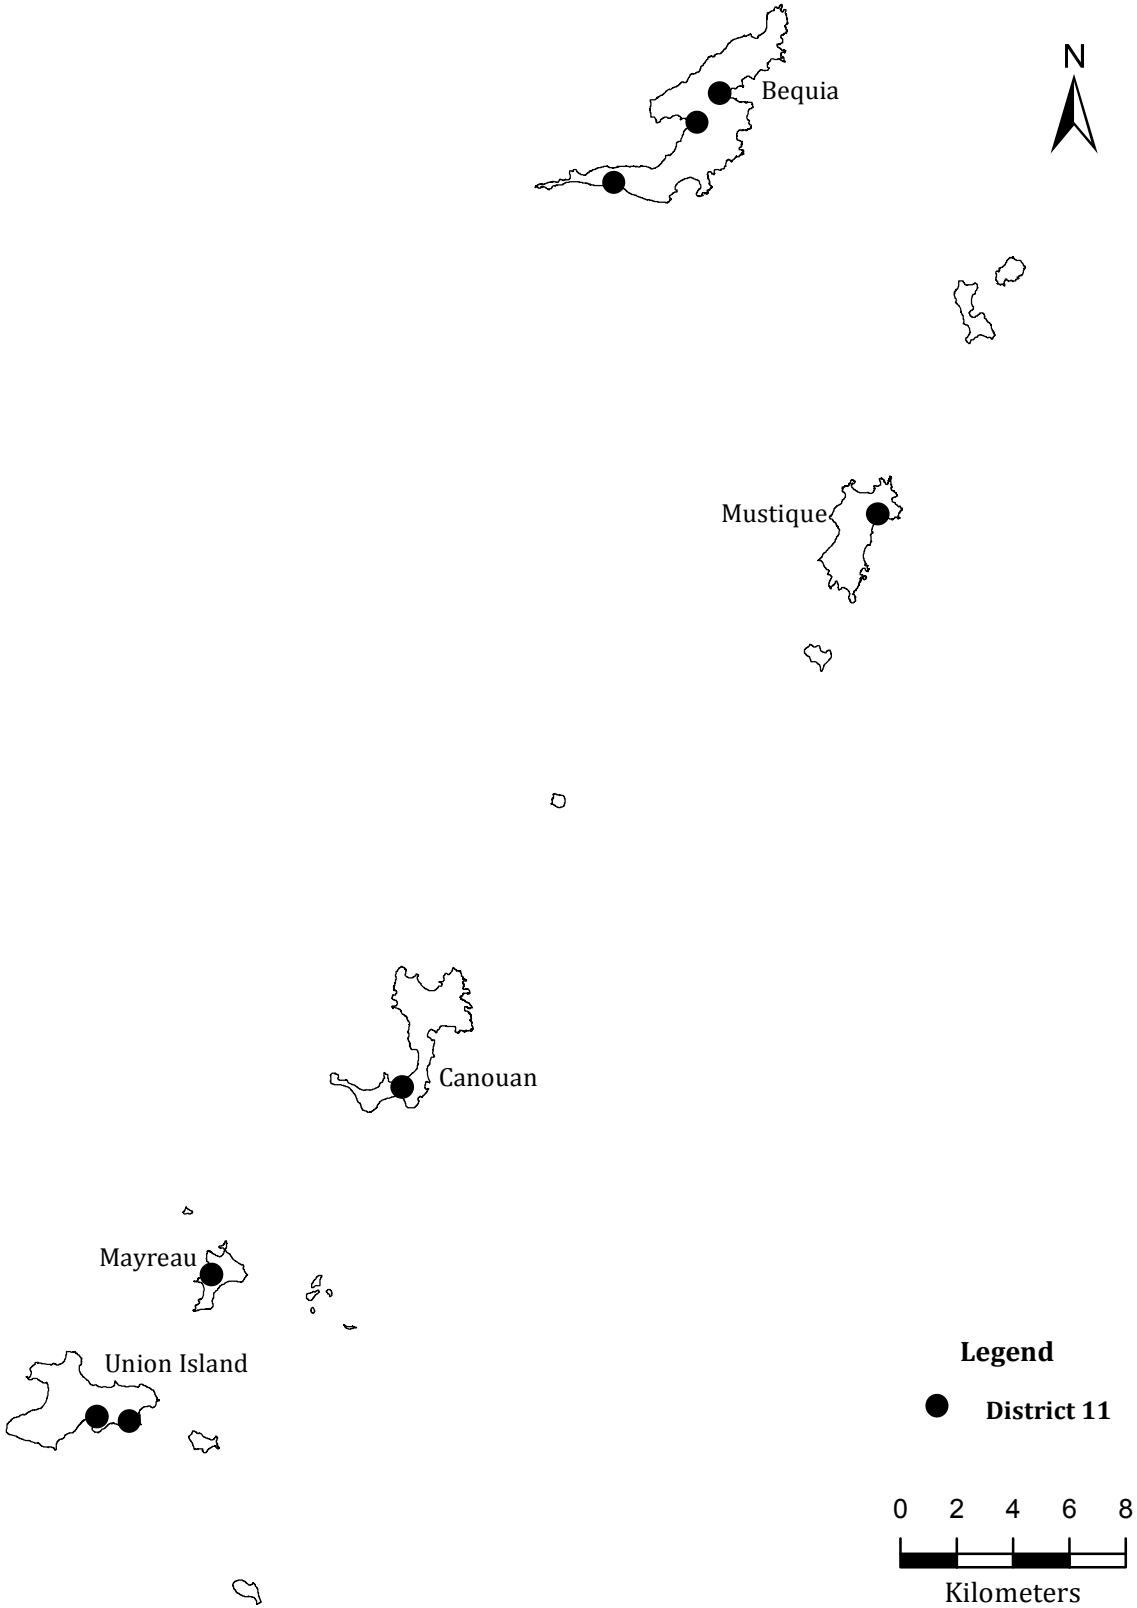 N
Bequia
Mustique
Canouan
Mayreau
Union Island
Legend
District 11
0 2 4 6 8
Kilometers